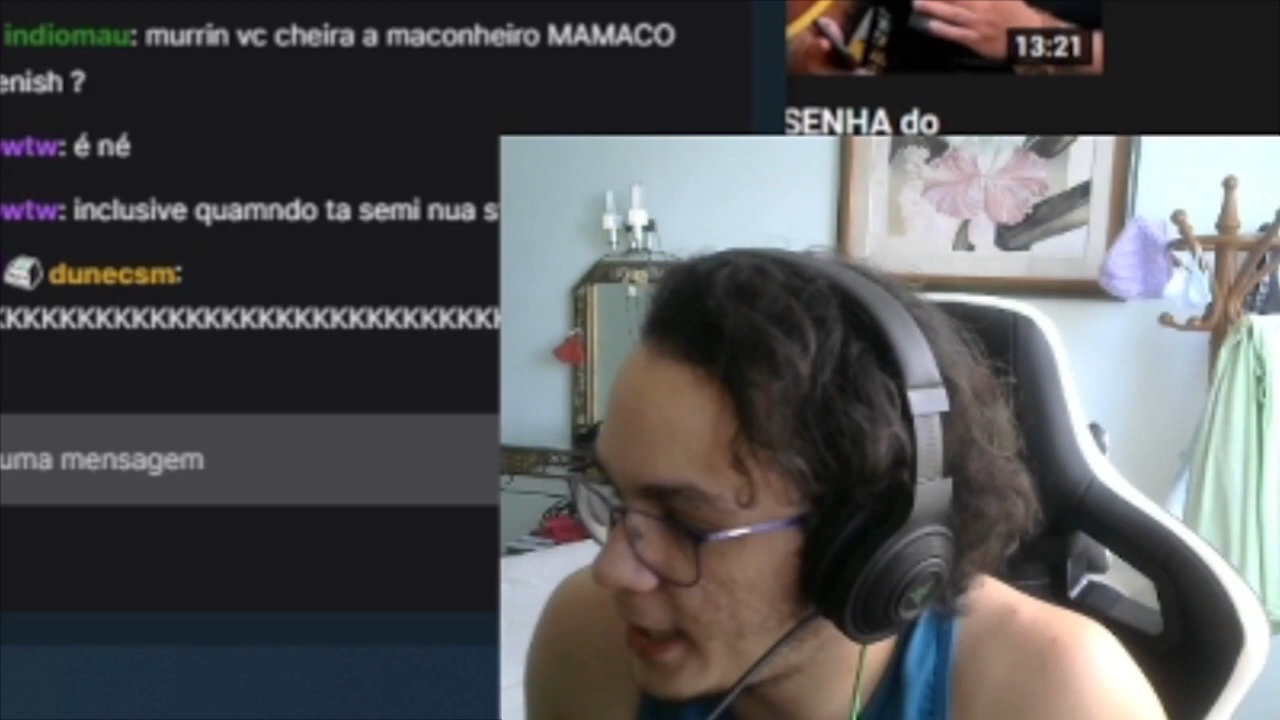 indiomau: murrin vc cheira a maconheiro MAMACO
enish ?
wtw: é né
wtw: inclusive quamndo ta semi nua s
dunecsm:
KKKKKKKKKKKKKKKKKKKKKKKKKKKKK
uma mensagem
13:21
SENHA do